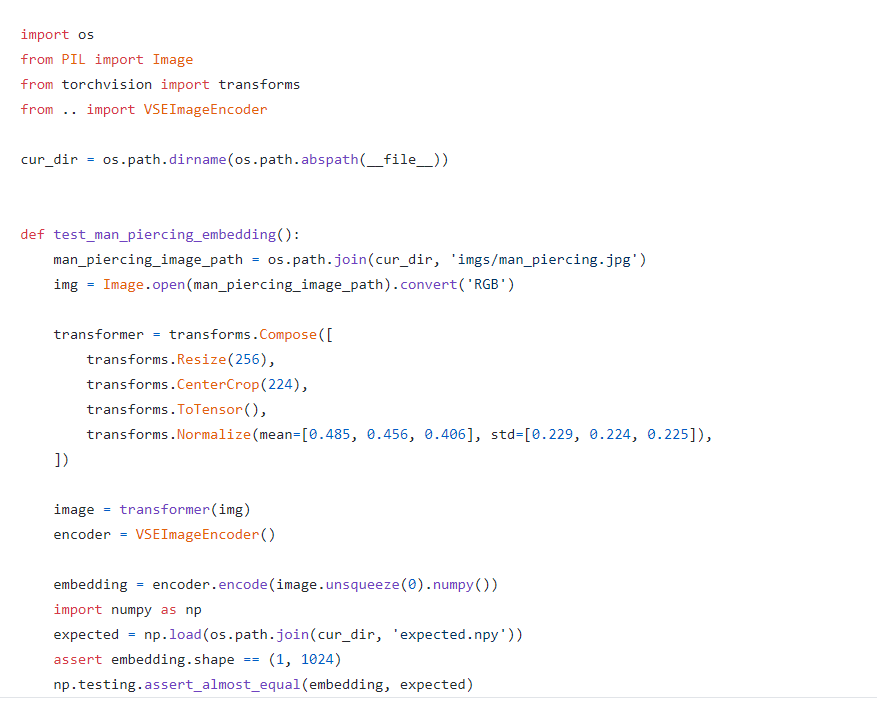 import os
from PIL import Image
from torchvision import transforms
from .. import VSEImageEncoder
cur_dir = os.path.dirname(os.path.abspath(__file__))
def test_man_piercing_embedding():
    man_piercing_image_path = os.path.join(cur_dir, 'imgs/man_piercing.jpg')
    img = Image.open(man_piercing_image_path).convert('RGB')
    transformer = transforms.Compose([
        transforms.Resize(256),
        transforms.CenterCrop(224),
        transforms.ToTensor(),
        transforms.Normalize(mean=[0.485, 0.456, 0.406], std=[0.229, 0.224, 0.225]),
    ])
    image = transformer(img)
    encoder = VSEImageEncoder()
    embedding = encoder.encode(image.unsqueeze(0).numpy())
    import numpy as np
    expected = np.load(os.path.join(cur_dir, 'expected.npy'))
    assert embedding.shape == (1, 1024)
    np.testing.assert_almost_equal(embedding, expected)